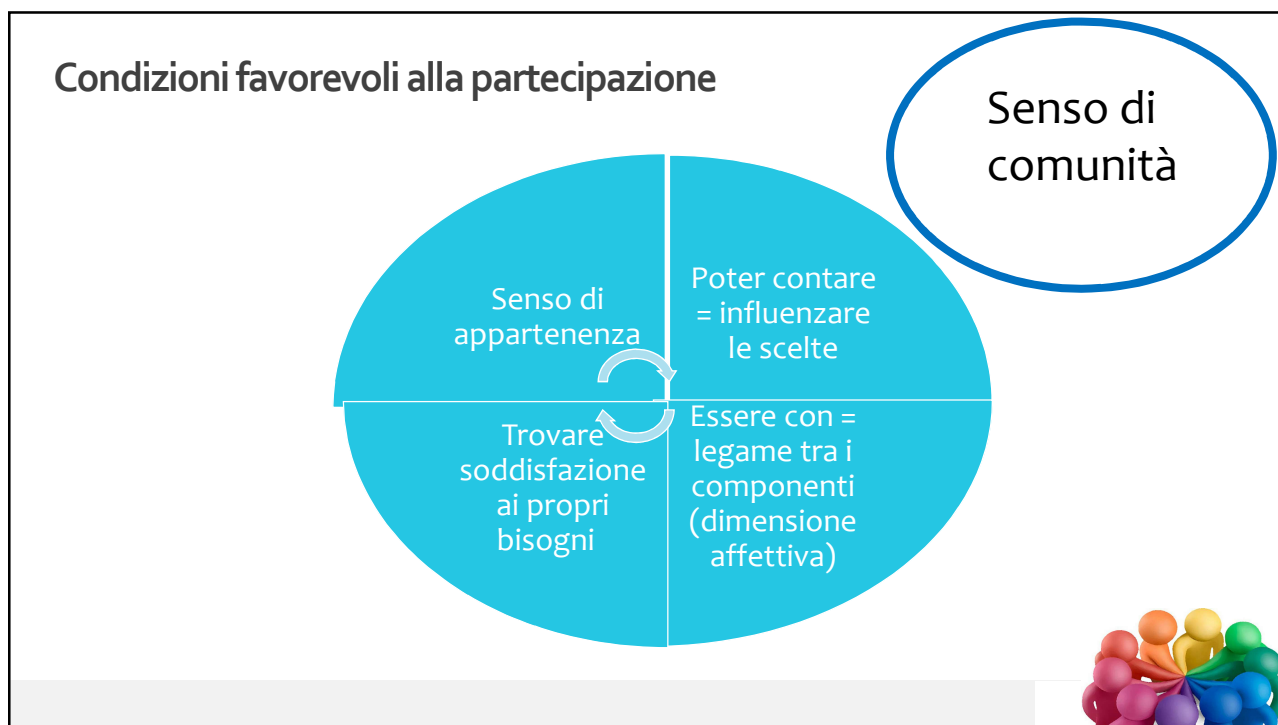 Condizioni favorevoli alla partecipazione
Senso di
comunità
Senso di
appartenenza
Poter contare
= influenzare
le scelte
Trovare
soddisfazione
ai propri
bisogni
Essere con =
legame tra i
componenti
(dimensione
affettiva)